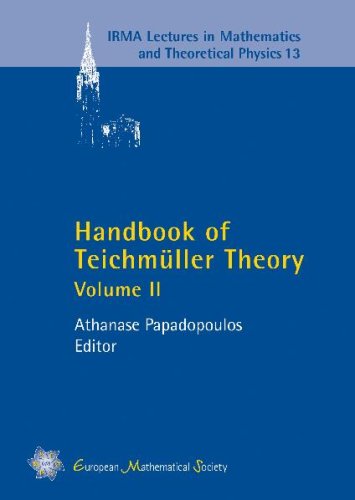 IRMA Lectures in Mathematics
and Theoretical Physics 13
Handbook of
Teichmüller Theory
Volume II
Athanase Papadopoulos
Editor
European Mathematical Society